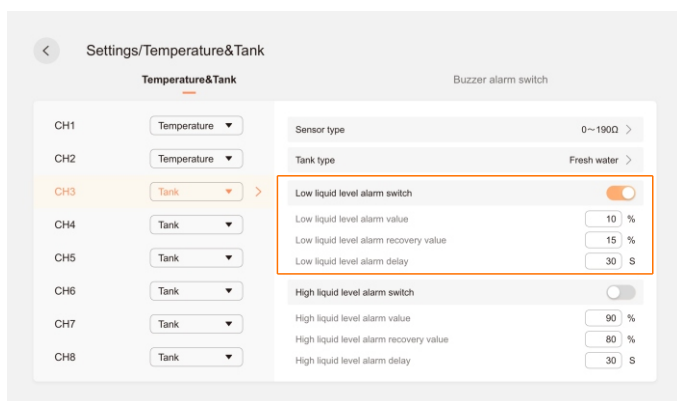 Settings/Temperature&Tank
Temperature&Tank
Buzzer alarm switch
CH1 Temperature
CH2 Temperature
CH3 Tank
CH4 Tank
CH5 Tank
CH6 Tank
CH7 Tank
CH8 Tank
Sensor type 0～190Ω
Tank type Fresh water
Low liquid level alarm switch
Low liquid level alarm value 10 %
Low liquid level alarm recovery value 15 %
Low liquid level alarm delay 30 S
High liquid level alarm switch
High liquid level alarm value 90 %
High liquid level alarm recovery value 80 %
High liquid level alarm delay 30 S